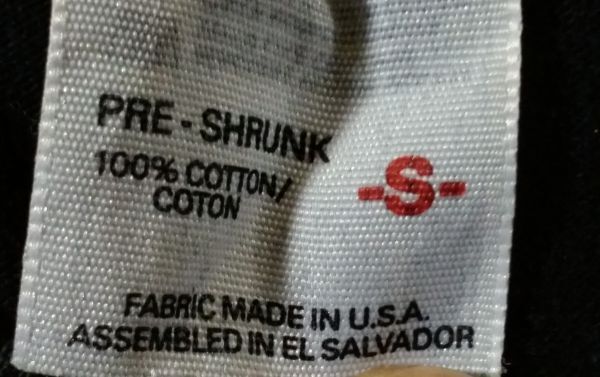 PRE - SHRUNK
100% COTTON/
COTON
-S-
FABRIC MADE IN U.S.A.
ASSEMBLED IN EL SALVADOR